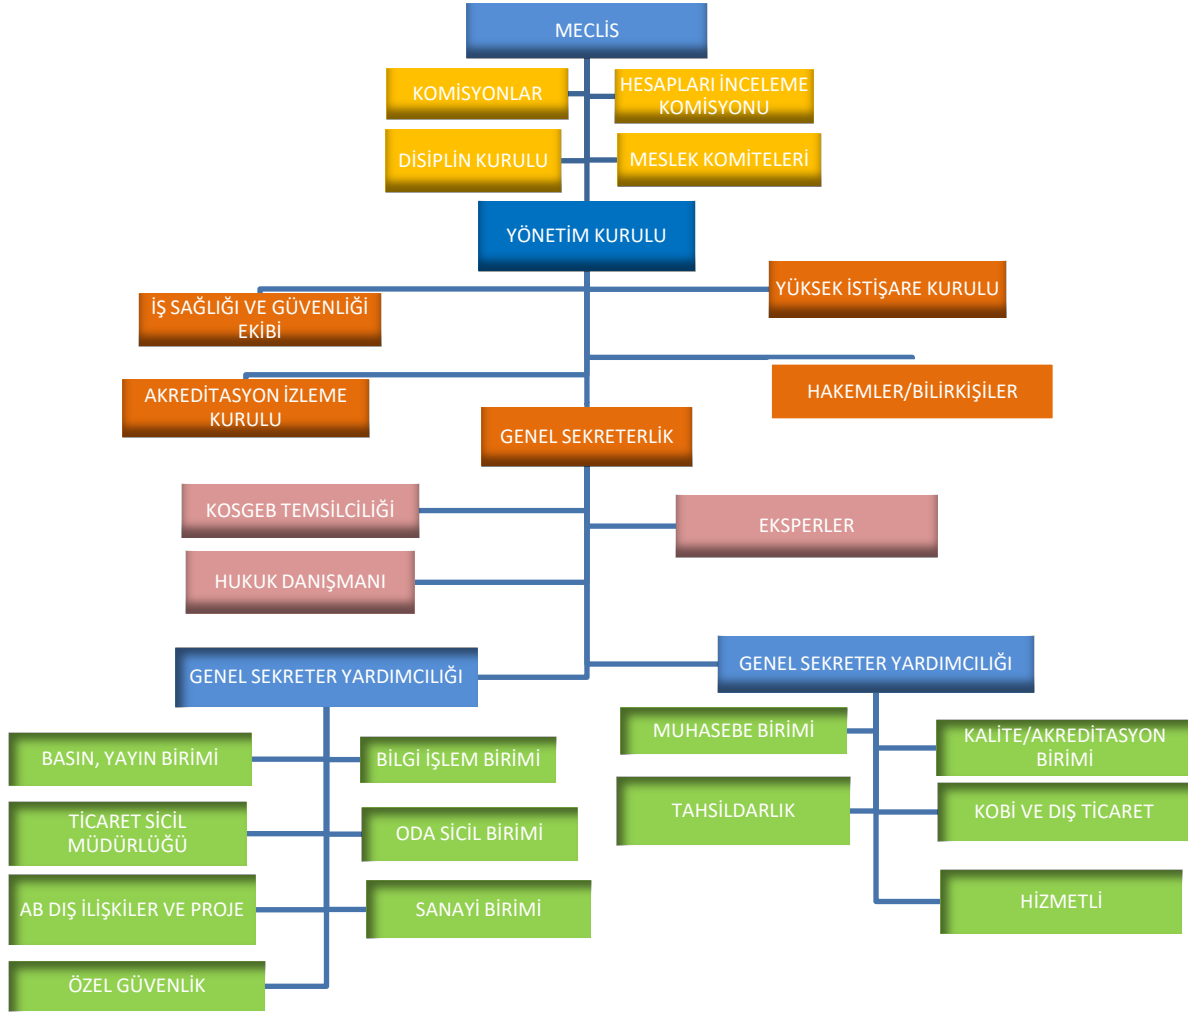 MECLİS
KOMİSYONLAR
HESAPLARI İNCELEME
KOMİSYONU
DİSİPLİN KURULU
MESLEK KOMİTELERİ
YÖNETİM KURULU
İŞ SAĞLIĞI VE GÜVENLİĞİ
EKİBİ
YÜKSEK İSTİŞARE KURULU
AKREDİTASYON İZLEME
KURULU
HAKEMLER/BİLİRKİŞİLER
GENEL SEKRETERLİK
KOSGEB TEMSİLCİLİĞİ
EKSPERLER
HUKUK DANIŞMANI
GENEL SEKRETER YARDIMCILIĞI
GENEL SEKRETER YARDIMCILIĞI
BASIN, YAYIN BİRİMİ
BİLGİ İŞLEM BİRİMİ
TİCARET SİCİL
MÜDÜRLÜĞÜ
ODA SİCİL BİRİMİ
AB DIŞ İLİŞKİLER VE PROJE
SANAYİ BİRİMİ
ÖZEL GÜVENLİK
MUHASEBE BİRİMİ
KALİTE/AKREDİTASYON
BİRİMİ
TAHSİLDARLIK
KOBİ VE DIŞ TİCARET
HİZMETLİ